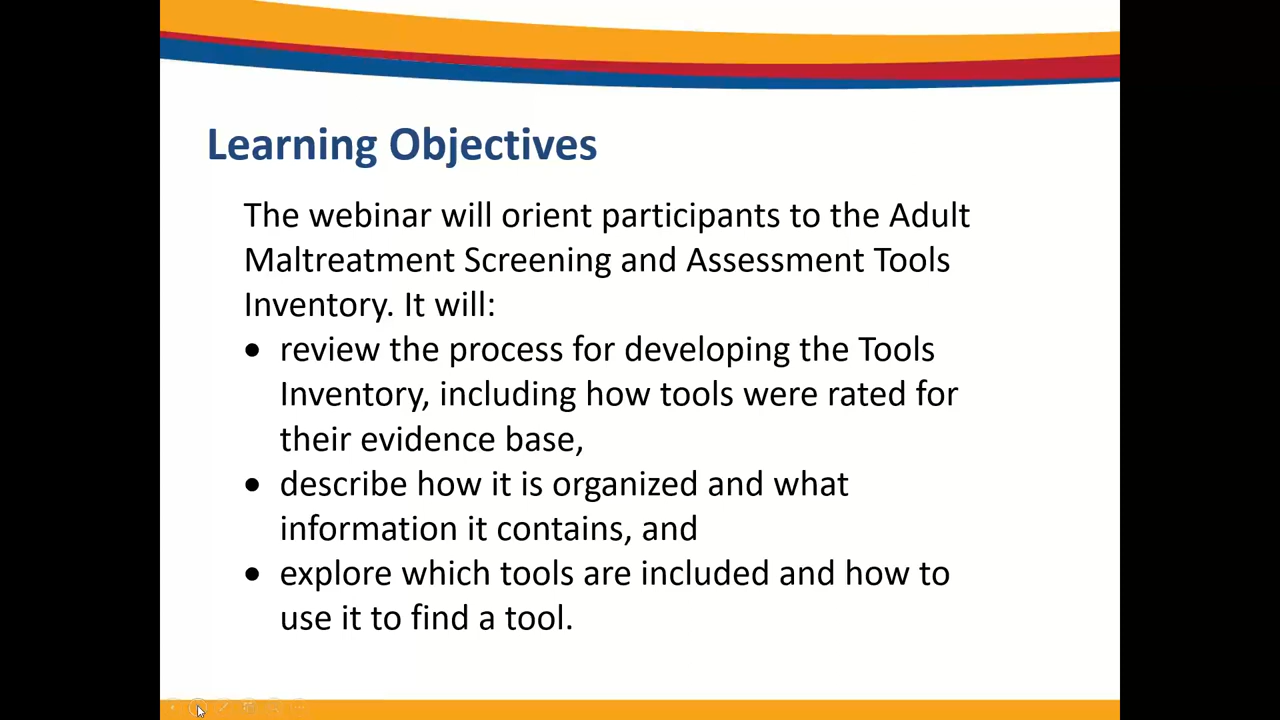 Learning Objectives
The webinar will orient participants to the Adult
Maltreatment Screening and Assessment Tools
Inventory. It will:
• review the process for developing the Tools
Inventory, including how tools were rated for
their evidence base,
• describe how it is organized and what
information it contains, and
• explore which tools are included and how to
use it to find a tool.